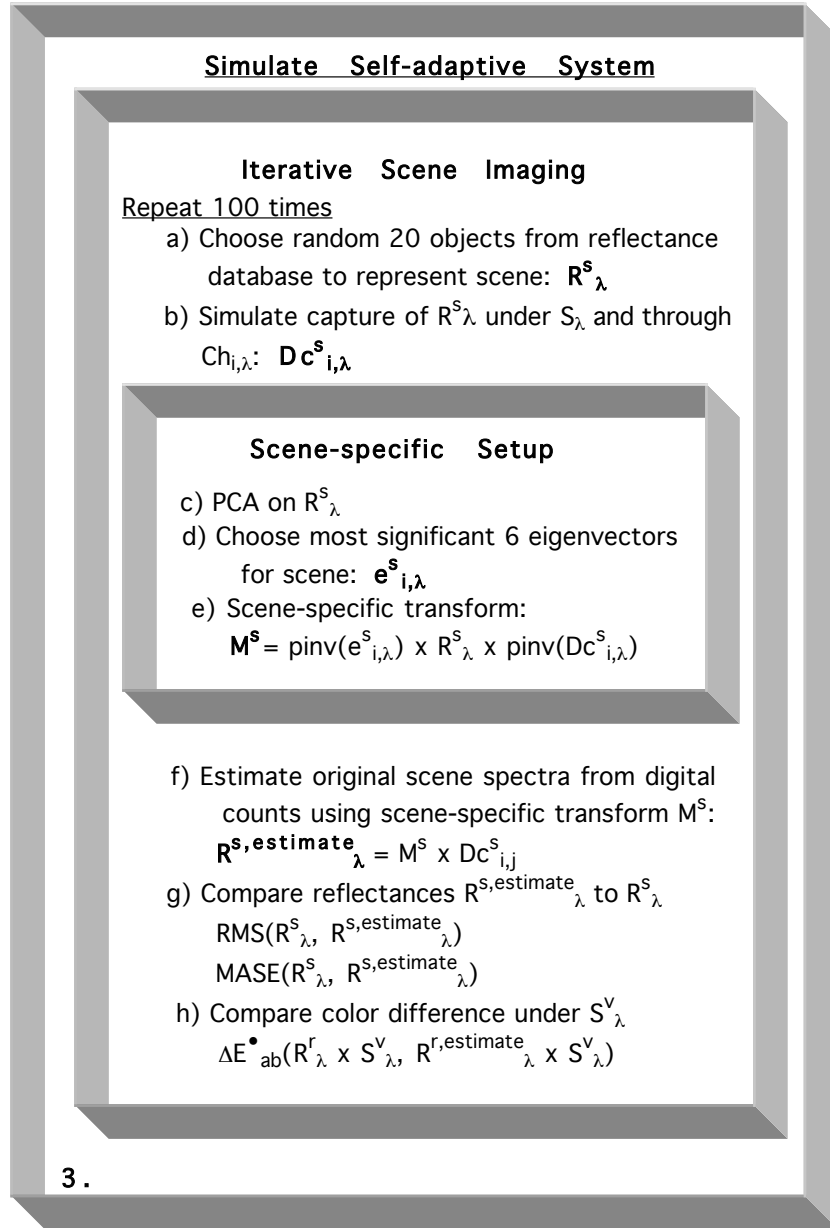 Simulate Self-adaptive System
Iterative Scene Imaging
Repeat 100 times
a) Choose random 20 objects from reflectance
database to represent scene: Rˢλ
b) Simulate capture of Rˢλ under Sλ and through
Chi,λ: Dcˢi,λ
Scene-specific Setup
c) PCA on Rˢλ
d) Choose most significant 6 eigenvectors
for scene: eˢi,λ
e) Scene-specific transform:
Mˢ = pinv(eˢi,λ) x Rˢλ x pinv(Dcˢi,λ)
f) Estimate original scene spectra from digital
counts using scene-specific transform Mˢ:
Rˢ,ᵉˢᵗⁱᵐᵃᵗᵉλ = Mˢ x Dcˢi,j
g) Compare reflectances Rˢ,ᵉˢᵗⁱᵐᵃᵗᵉλ to Rˢλ
RMS(Rˢλ, Rˢ,ᵉˢᵗⁱᵐᵃᵗᵉλ)
MASE(Rˢλ, Rˢ,ᵉˢᵗⁱᵐᵃᵗᵉλ)
h) Compare color difference under Sᵛλ
ΔE•ab(Rʳλ x Sᵛλ, Rʳ,ᵉˢᵗⁱᵐᵃᵗᵉλ x Sᵛλ)
3.